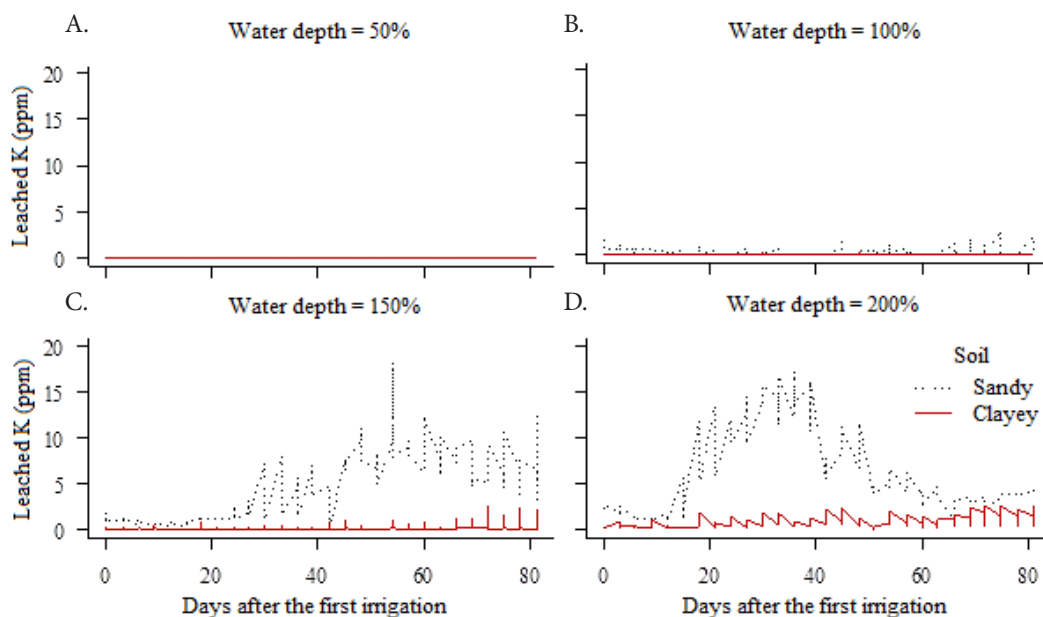 A.
Water depth = 50%
B.
Water depth = 100%
20
15
10
5
0
Leached K (ppm)
C.
Water depth = 150%
D.
Water depth = 200%
20
15
10
5
0
Leached K (ppm)
Soil
Sandy
Clayey
0 20 40 60 80
0 20 40 60 80
Days after the first irrigation
Days after the first irrigation